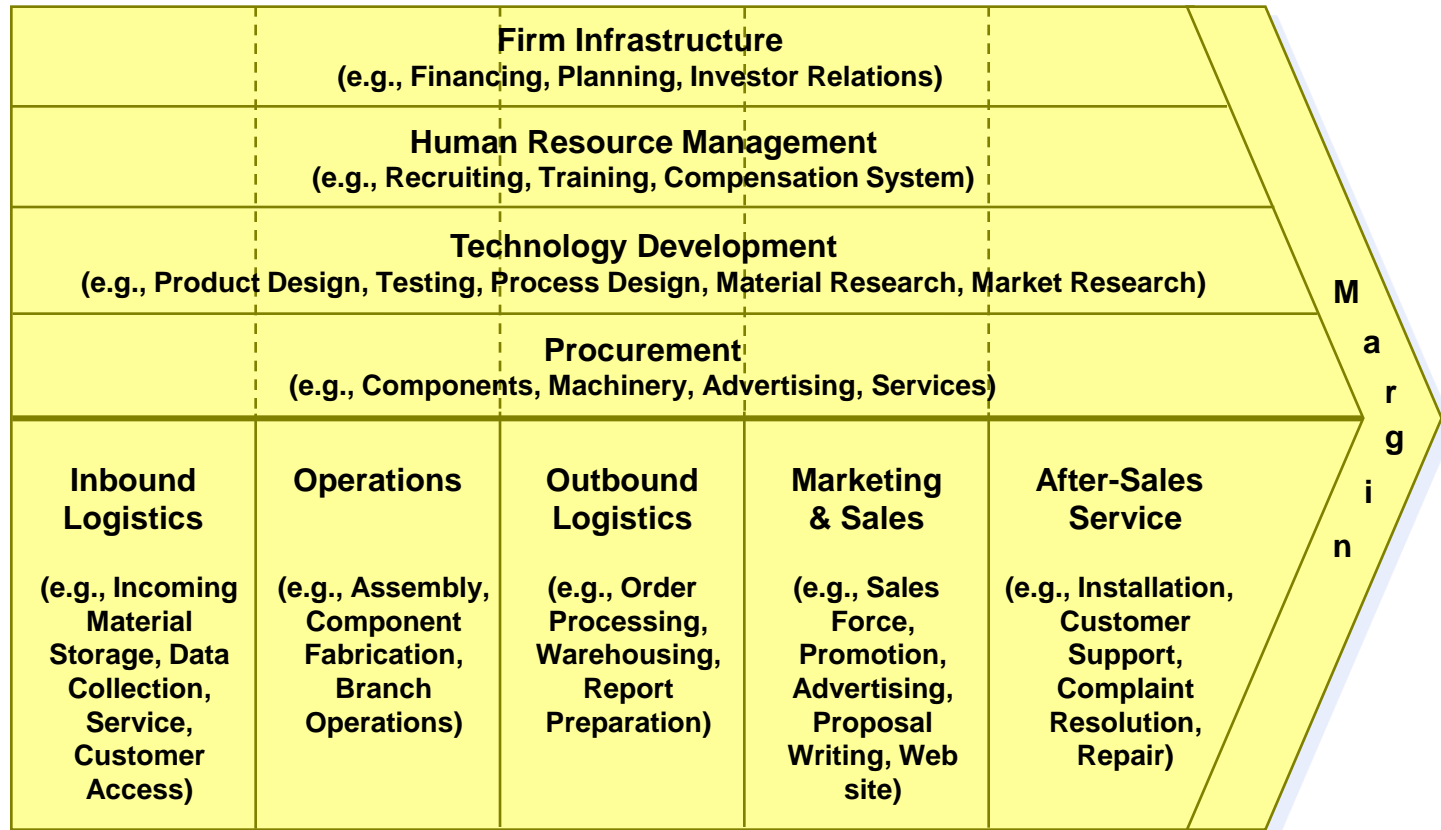 Firm Infrastructure
(e.g., Financing, Planning, Investor Relations)
Human Resource Management
(e.g., Recruiting, Training, Compensation System)
Technology Development
(e.g., Product Design, Testing, Process Design, Material Research, Market Research)
Procurement
(e.g., Components, Machinery, Advertising, Services)
Inbound
Logistics
(e.g., Incoming
Material
Storage, Data
Collection,
Service,
Customer
Access)
Operations
(e.g., Assembly,
Component
Fabrication,
Branch
Operations)
Outbound
Logistics
(e.g., Order
Processing,
Warehousing,
Report
Preparation)
Marketing
& Sales
(e.g., Sales
Force,
Promotion,
Advertising,
Proposal
Writing, Web
site)
After-Sales
Service
(e.g., Installation,
Customer
Support,
Complaint
Resolution,
Repair)
Margin